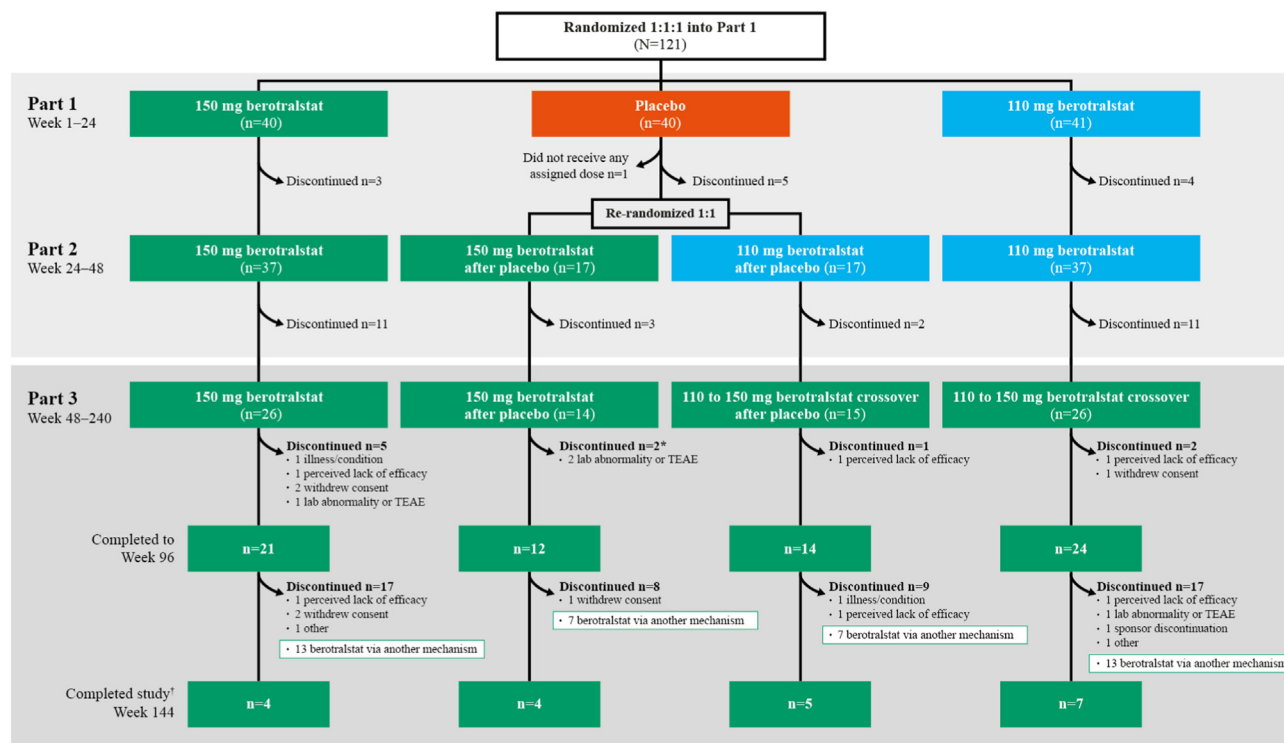 Randomized 1:1:1 into Part 1
(N=121)
Part 1
Week 1–24
150 mg berotralstat
(n=40)
Placebo
(n=40)
110 mg berotralstat
(n=41)
Did not receive any
assigned dose n=1
Discontinued n=3
Discontinued n=5
Discontinued n=4
Re-randomized 1:1
Part 2
Week 24–48
150 mg berotralstat
(n=37)
150 mg berotralstat
after placebo (n=17)
110 mg berotralstat
after placebo (n=17)
110 mg berotralstat
(n=37)
Discontinued n=11
Discontinued n=3
Discontinued n=2
Discontinued n=11
Part 3
Week 48–240
150 mg berotralstat
(n=26)
150 mg berotralstat
after placebo (n=14)
110 to 150 mg berotralstat crossover
after placebo (n=15)
110 to 150 mg berotralstat crossover
(n=26)
Discontinued n=5
· 1 illness/condition
· 1 perceived lack of efficacy
· 2 withdrew consent
· 1 lab abnormality or TEAE
Discontinued n=2*
· 2 lab abnormality or TEAE
Discontinued n=1
· 1 perceived lack of efficacy
Discontinued n=2
· 1 perceived lack of efficacy
· 1 withdrew consent
Completed to
Week 96
n=21
n=12
n=14
n=24
Discontinued n=17
· 1 perceived lack of efficacy
· 2 withdrew consent
· 1 other
· 13 berotralstat via another mechanism
Discontinued n=8
· 1 withdrew consent
· 7 berotralstat via another mechanism
Discontinued n=9
· 1 illness/condition
· 1 perceived lack of efficacy
· 7 berotralstat via another mechanism
Discontinued n=17
· 1 perceived lack of efficacy
· 1 lab abnormality or TEAE
· 1 sponsor discontinuation
· 1 other
· 13 berotralstat via another mechanism
Completed study†
Week 144
n=4
n=4
n=5
n=7